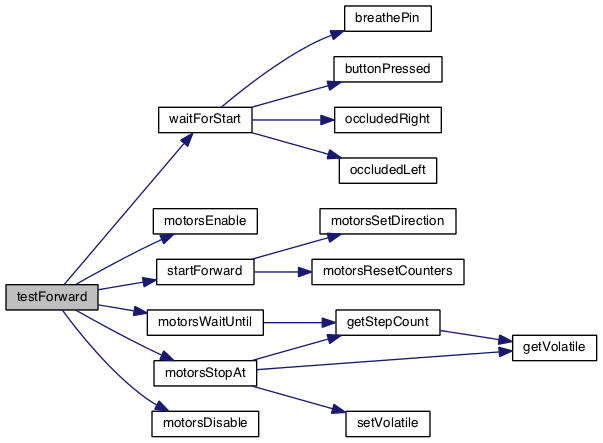 breathePin
buttonPressed
waitForStart
occludedRight
occludedLeft
motorsEnable
motorsSetDirection
startForward
motorsResetCounters
testForward
motorsWaitUntil
getStepCount
getVolatile
motorsStopAt
motorsDisable
setVolatile